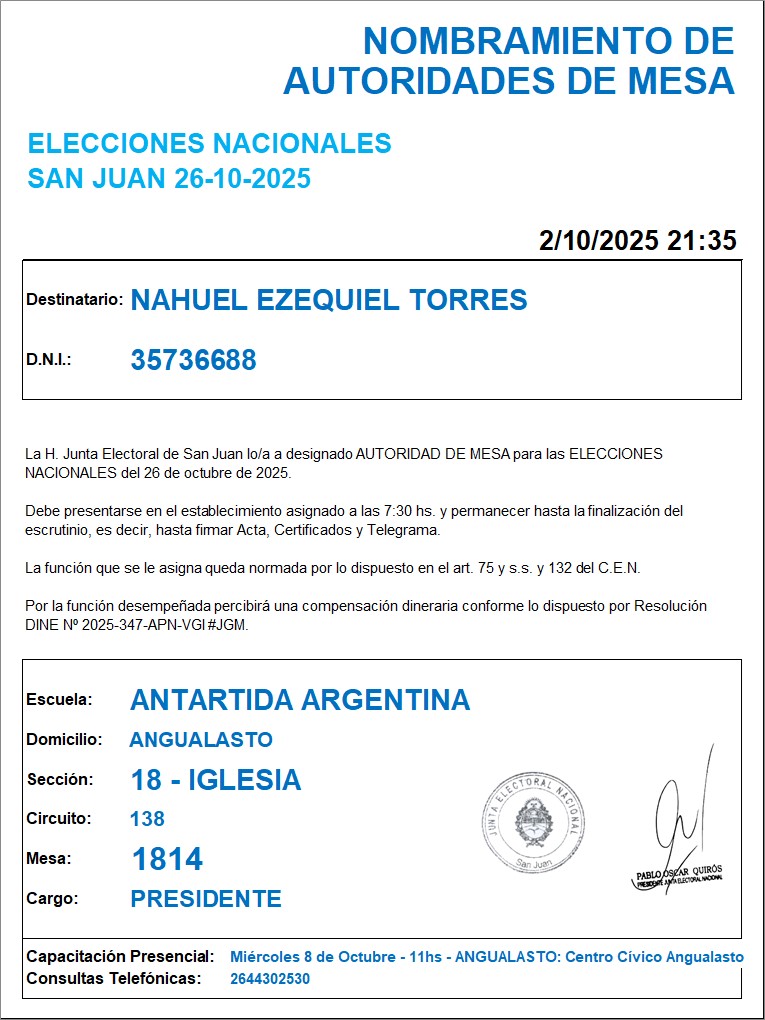 NOMBRAMIENTO DE
AUTORIDADES DE MESA
ELECCIONES NACIONALES
SAN JUAN 26-10-2025
2/10/2025 21:35
Destinatario: NAHUEL EZEQUIEL TORRES
D.N.I.: 35736688
La H. Junta Electoral de San Juan lo/a a designado AUTORIDAD DE MESA para las ELECCIONES
NACIONALES del 26 de octubre de 2025.
Debe presentarse en el establecimiento asignado a las 7:30 hs. y permanecer hasta la finalización del
escrutinio, es decir, hasta firmar Acta, Certificados y Telegrama.
La función que se le asigna queda normada por lo dispuesto en el art. 75 y s.s. y 132 del C.E.N.
Por la función desempeñada percibirá una compensación dineraria conforme lo dispuesto por Resolución
DINE Nº 2025-347-APN-VGI#JGM.
Escuela: ANTARTIDA ARGENTINA
Domicilio: ANGUALASTO
Sección: 18 - IGLESIA
Circuito: 138
Mesa: 1814
Cargo: PRESIDENTE
JUNTA ELECTORAL NACIONAL
San Juan
PABLO OSCAR QUIRÓS
PRESIDENTE JUNTA ELECTORAL NACIONAL
Capacitación Presencial: Miércoles 8 de Octubre - 11hs - ANGUALASTO: Centro Cívico Angualasto
Consultas Telefónicas: 2644302530